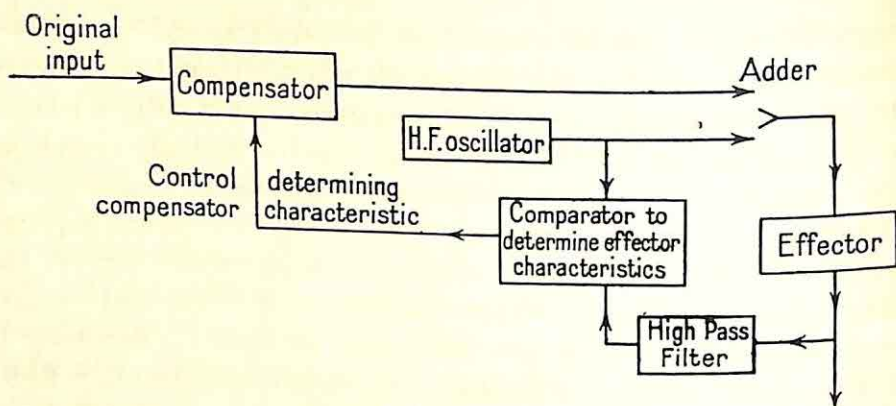 Original
input
Compensator
Adder
H.F. oscillator
Control
compensator
determining
characteristic
Comparator to
determine effector
characteristics
Effector
High Pass
Filter